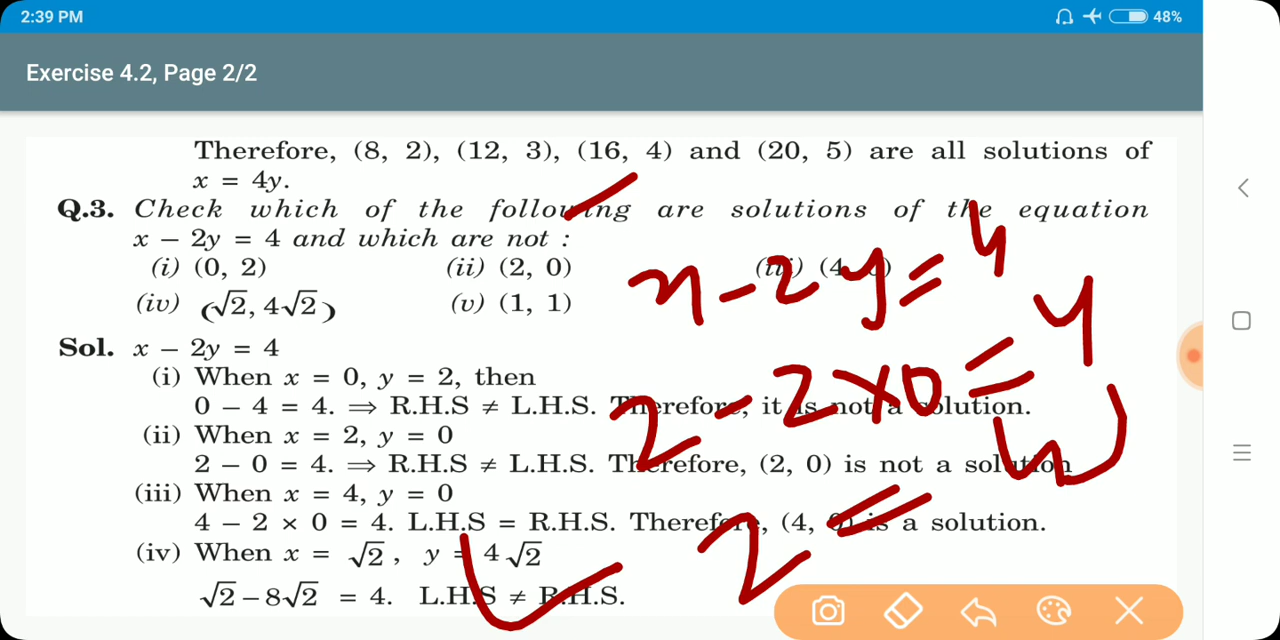 2:39 PM 48%
Exercise 4.2, Page 2/2
Therefore, (8, 2), (12, 3), (16, 4) and (20, 5) are all solutions of
x = 4y.
Q.3. Check which of the following are solutions of the equation
x – 2y = 4 and which are not :
(i) (0, 2) (ii) (2, 0) (iii) (4,
(iv) (√2, 4√2) (v) (1, 1)
x – 2y = 4
Sol. x – 2y = 4
(i) When x = 0, y = 2, then
2 – 2×0 = 4
0 – 4 = 4. ⟹ R.H.S ≠ L.H.S. Therefore, it is not a solution.
(ii) When x = 2, y = 0
2 – 0 = 4. ⟹ R.H.S ≠ L.H.S. Therefore, (2, 0) is not a solution
(iii) When x = 4, y = 0
4 – 2 × 0 = 4. L.H.S = R.H.S. Therefore, (4, 0) is a solution.
2 =
(iv) When x = √2, y = 4√2
√2 – 8√2 = 4. L.H.S ≠ R.H.S.